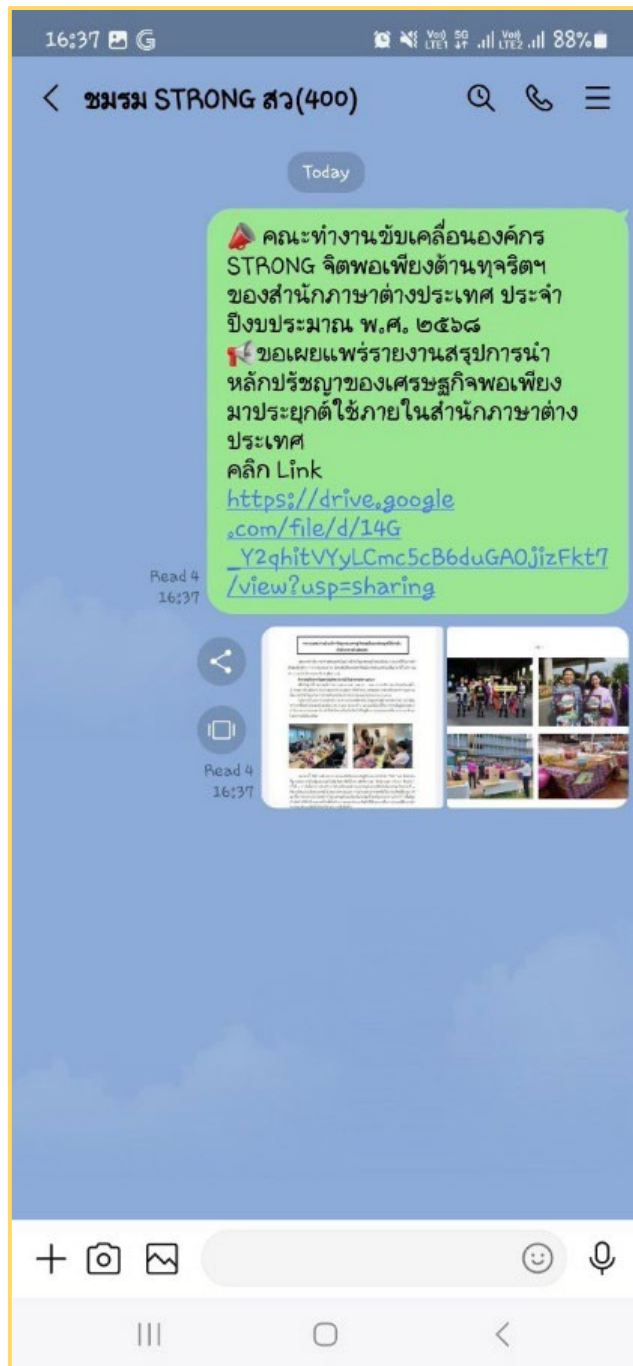 16:37
Vo)) LTE1 5G Vo)) LTE2 88%
ชมรม STRONG สว(400)
Today
คณะทำงานขับเคลื่อนองค์กร
STRONG จิตพอเพียงต้านทุจริตฯ
ของสำนักภาษาต่างประเทศ ประจำ
ปีงบประมาณ พ.ศ. ๒๕๖๘
ขอเผยแพร่รายงานสรุปการนำ
หลักปรัชญาของเศรษฐกิจพอเพียง
มาประยุกต์ใช้ภายในสำนักภาษาต่าง
ประเทศ
คลิก Link
https://drive.google
.com/file/d/14G
_Y2qhitVYyLCmc5cB6duGAOjizFkt7
/view?usp=sharing
Read 4
16:37
Read 4
16:37